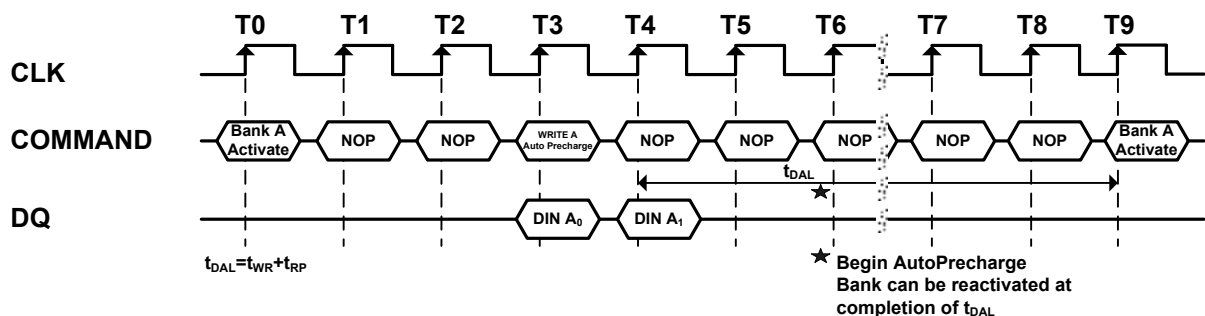 T0 T1 T2 T3 T4 T5 T6 T7 T8 T9
CLK
COMMAND
Bank A
Activate
NOP
NOP
WRITE A
Auto Precharge
NOP
NOP
NOP
NOP
NOP
Bank A
Activate
tDAL
DQ
DIN A0
DIN A1
tDAL=tWR+tRP
Begin AutoPrecharge
Bank can be reactivated at
completion of tDAL